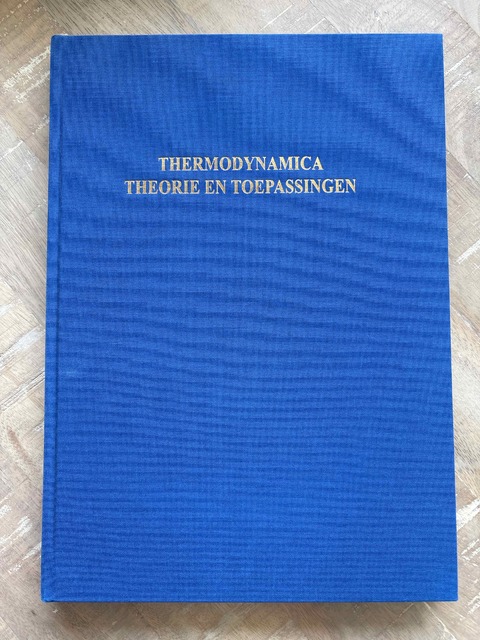 THERMODYNAMICA
THEORIE EN TOEPASSINGEN